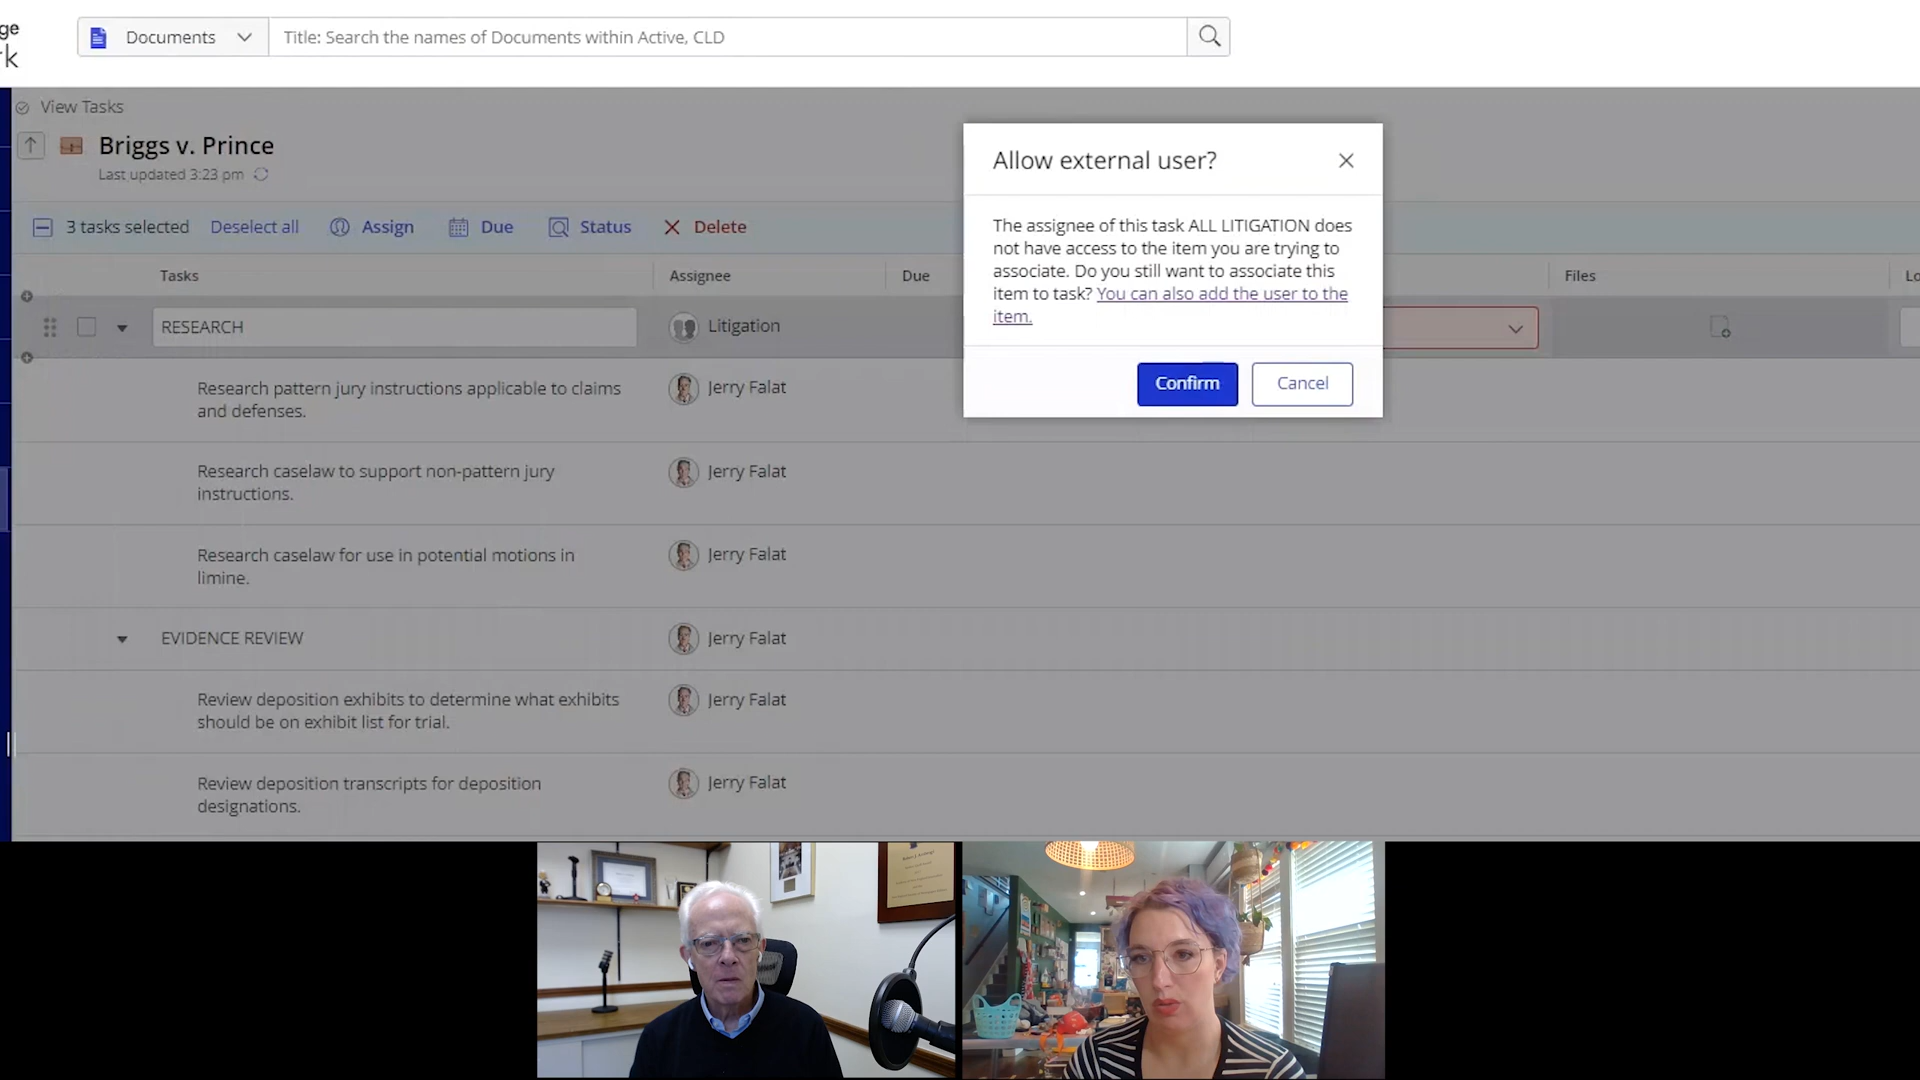 ge
rk
Documents
Title: Search the names of Documents within Active, CLD
View Tasks
Briggs v. Prince
Last updated 3:23 pm
3 tasks selected Deselect all Assign Due Status Delete
Tasks Assignee Due Files Lo
RESEARCH Litigation
Research pattern jury instructions applicable to claims
and defenses.
Jerry Falat
Research caselaw to support non-pattern jury
instructions.
Jerry Falat
Research caselaw for use in potential motions in
limine.
Jerry Falat
EVIDENCE REVIEW Jerry Falat
Review deposition exhibits to determine what exhibits
should be on exhibit list for trial.
Jerry Falat
Review deposition transcripts for deposition
designations.
Jerry Falat
Allow external user?
The assignee of this task ALL LITIGATION does
not have access to the item you are trying to
associate. Do you still want to associate this
item to task? You can also add the user to the
item.
Confirm Cancel